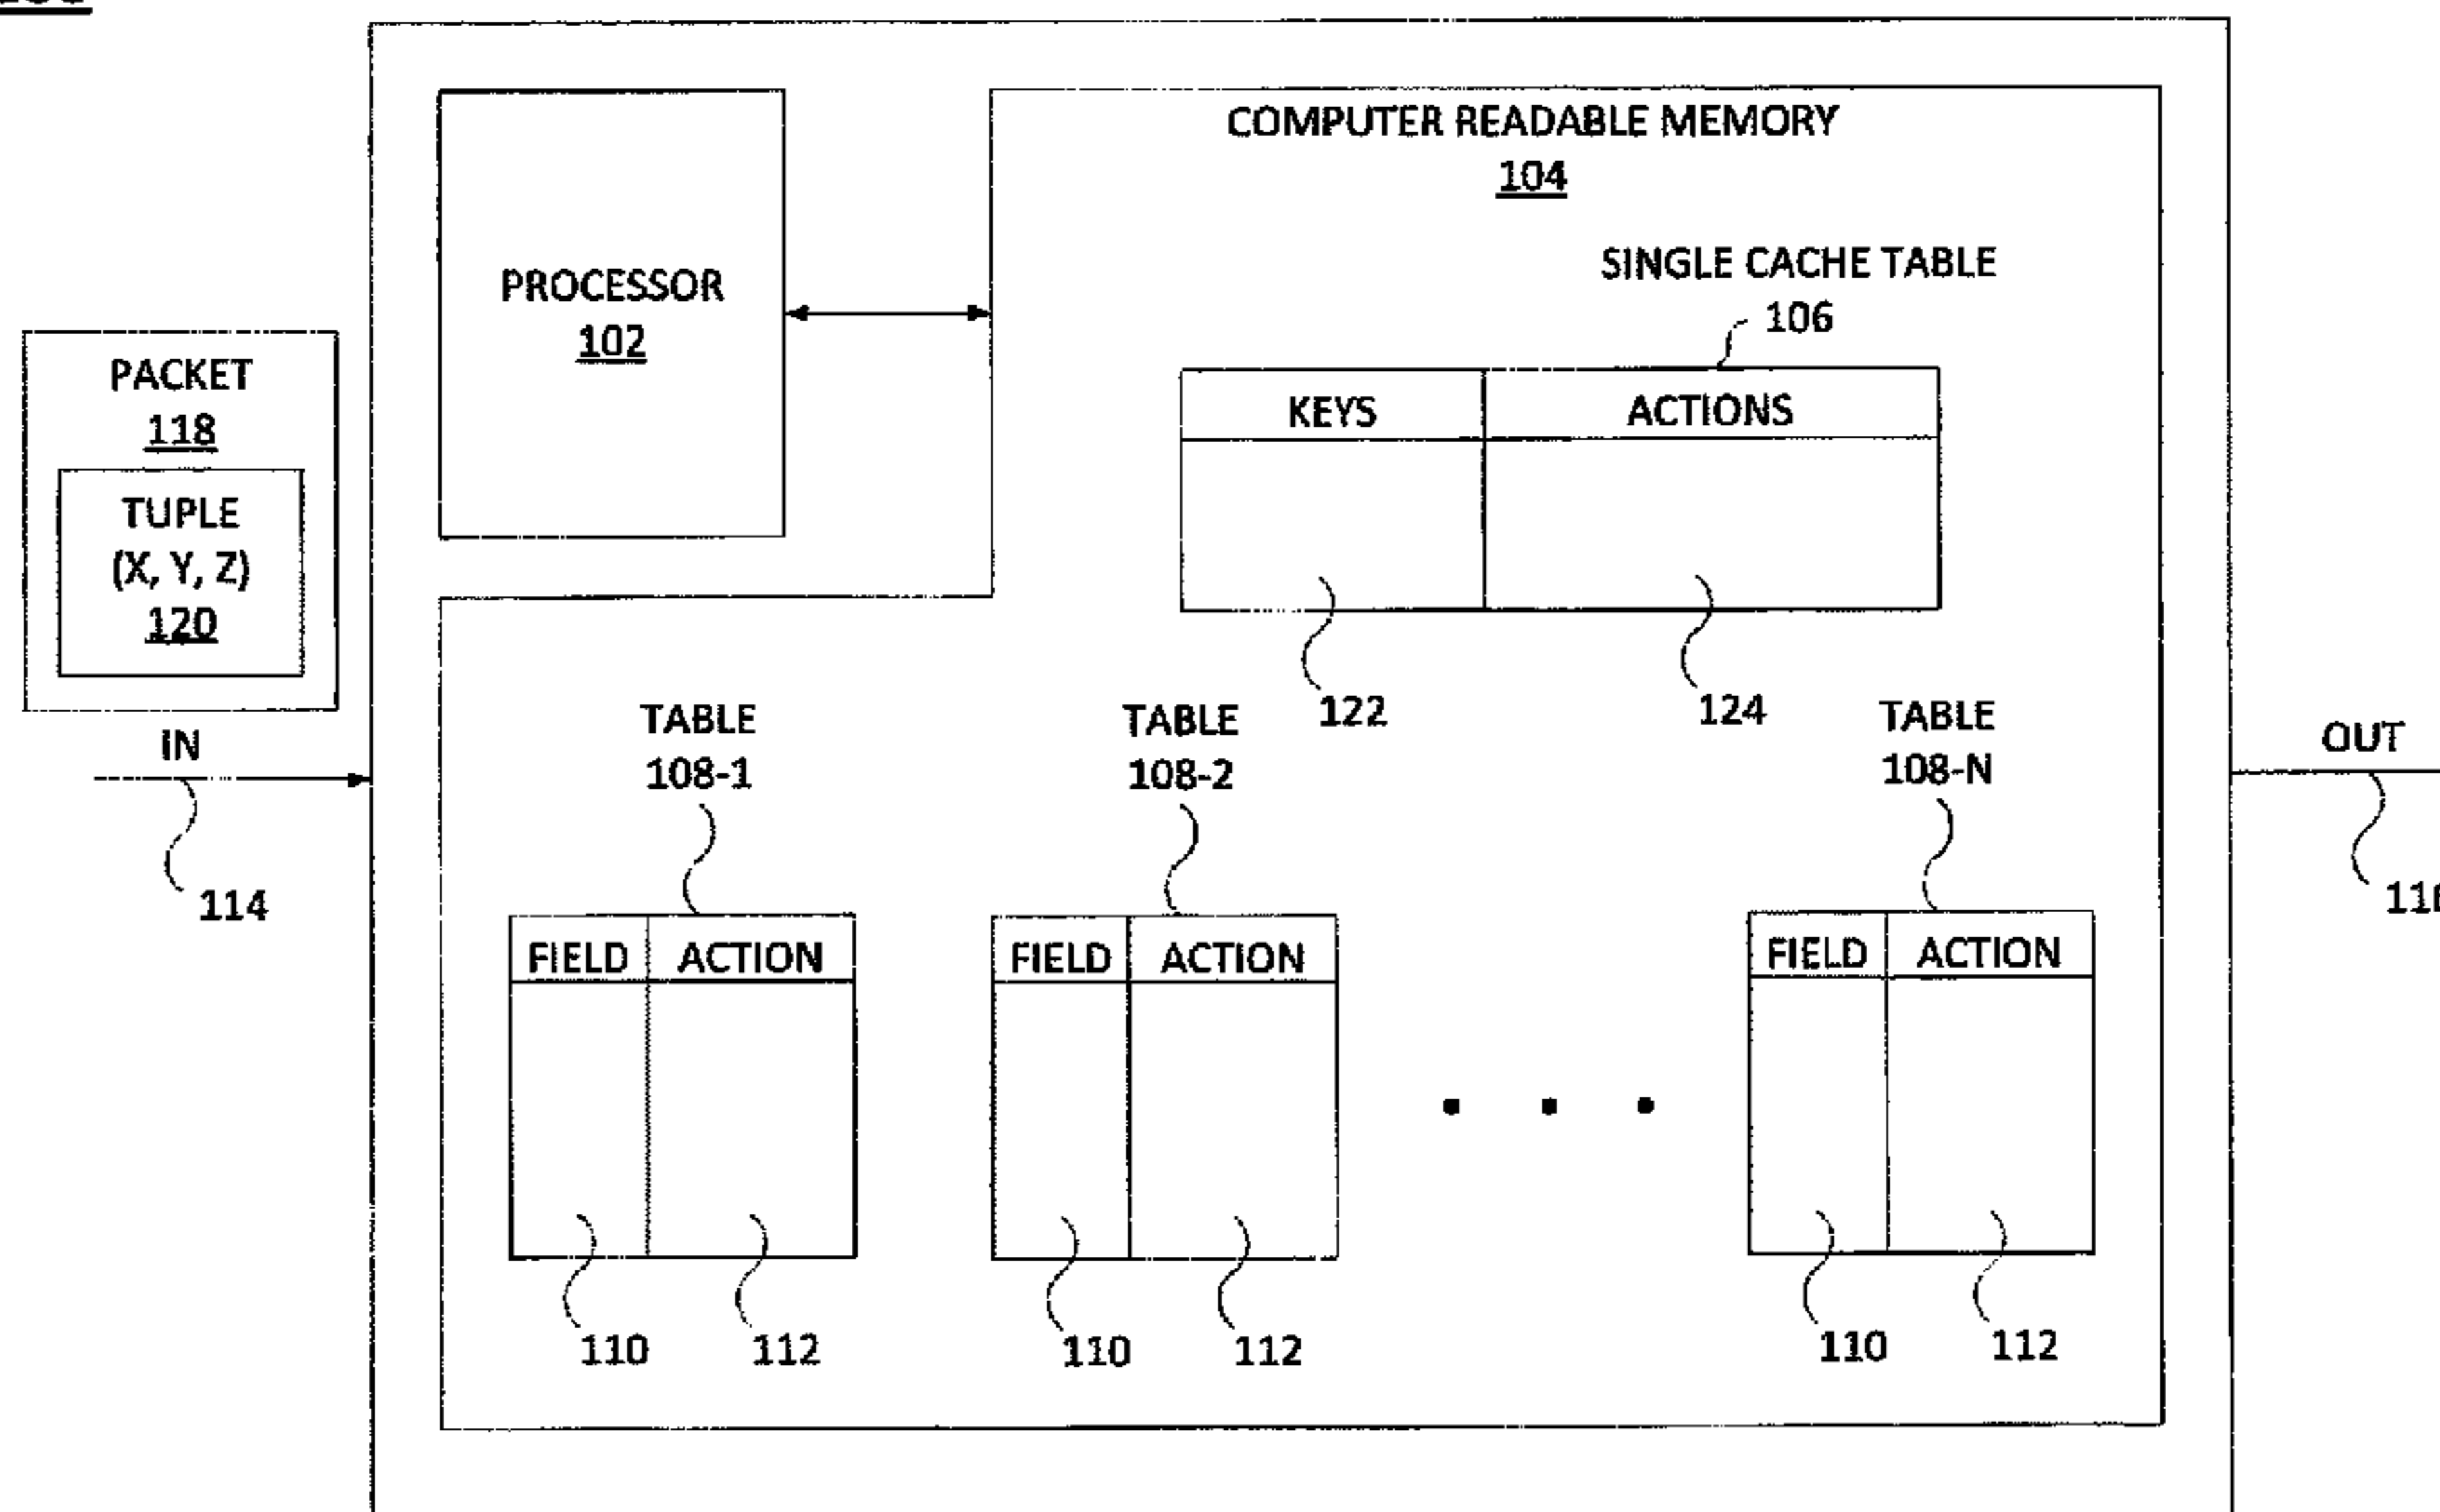 COMPUTER READABLE MEMORY
104
PROCESSOR
102
SINGLE CACHE TABLE
106
KEYS ACTIONS
122
124
PACKET
118
TUPLE
(X, Y, Z)
120
IN
114
TABLE
108-1
TABLE
108-2
TABLE
108-N
OUT
FIELD ACTION
FIELD ACTION
FIELD ACTION
110
112
110
112
110
112